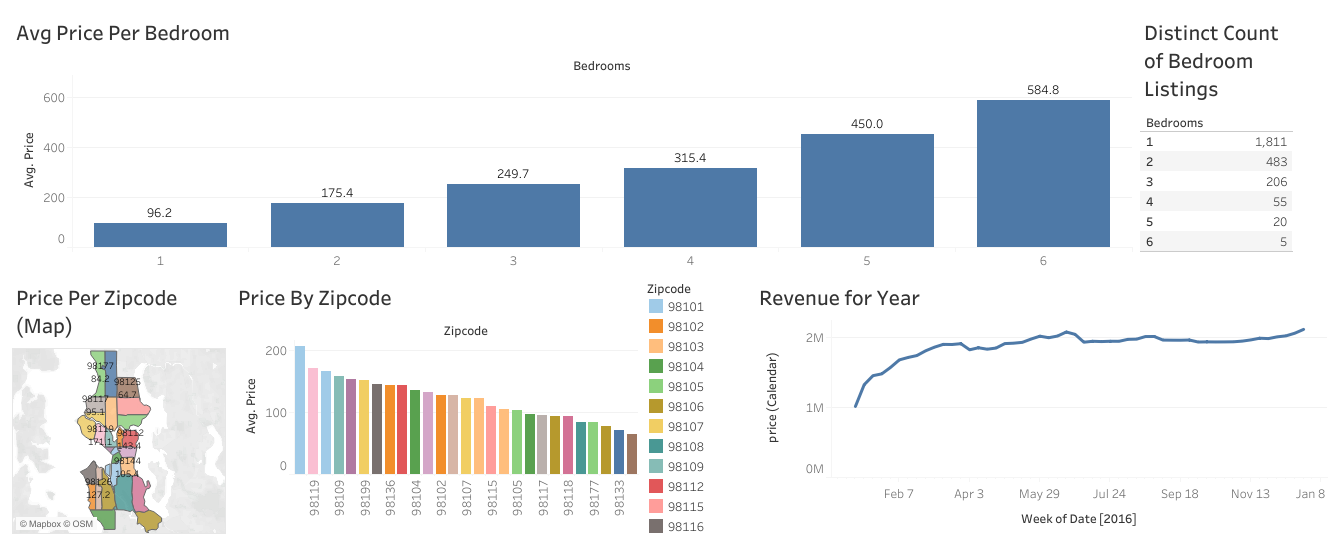 Avg Price Per Bedroom
Bedrooms
Avg. Price
600
400
200
0
96.2
175.4
249.7
315.4
450.0
584.8
1
2
3
4
5
6
Distinct Count
of Bedroom
Listings
Bedrooms
1 1,811
2 483
3 206
4 55
5 20
6 5
Price Per Zipcode
(Map)
98177
84.2
98125
64.7
98117
95.1
98119
171.1
98112
143.4
98144
105.4
98126
127.2
© Mapbox © OSM
Price By Zipcode
Zipcode
Avg. Price
200
100
0
98119
98109
98199
98136
98104
98102
98107
98115
98105
98117
98118
98177
98133
Zipcode
98101
98102
98103
98104
98105
98106
98107
98108
98109
98112
98115
98116
Revenue for Year
price (Calendar)
2M
1M
0M
Feb 7
Apr 3
May 29
Jul 24
Sep 18
Nov 13
Jan 8
Week of Date [2016]